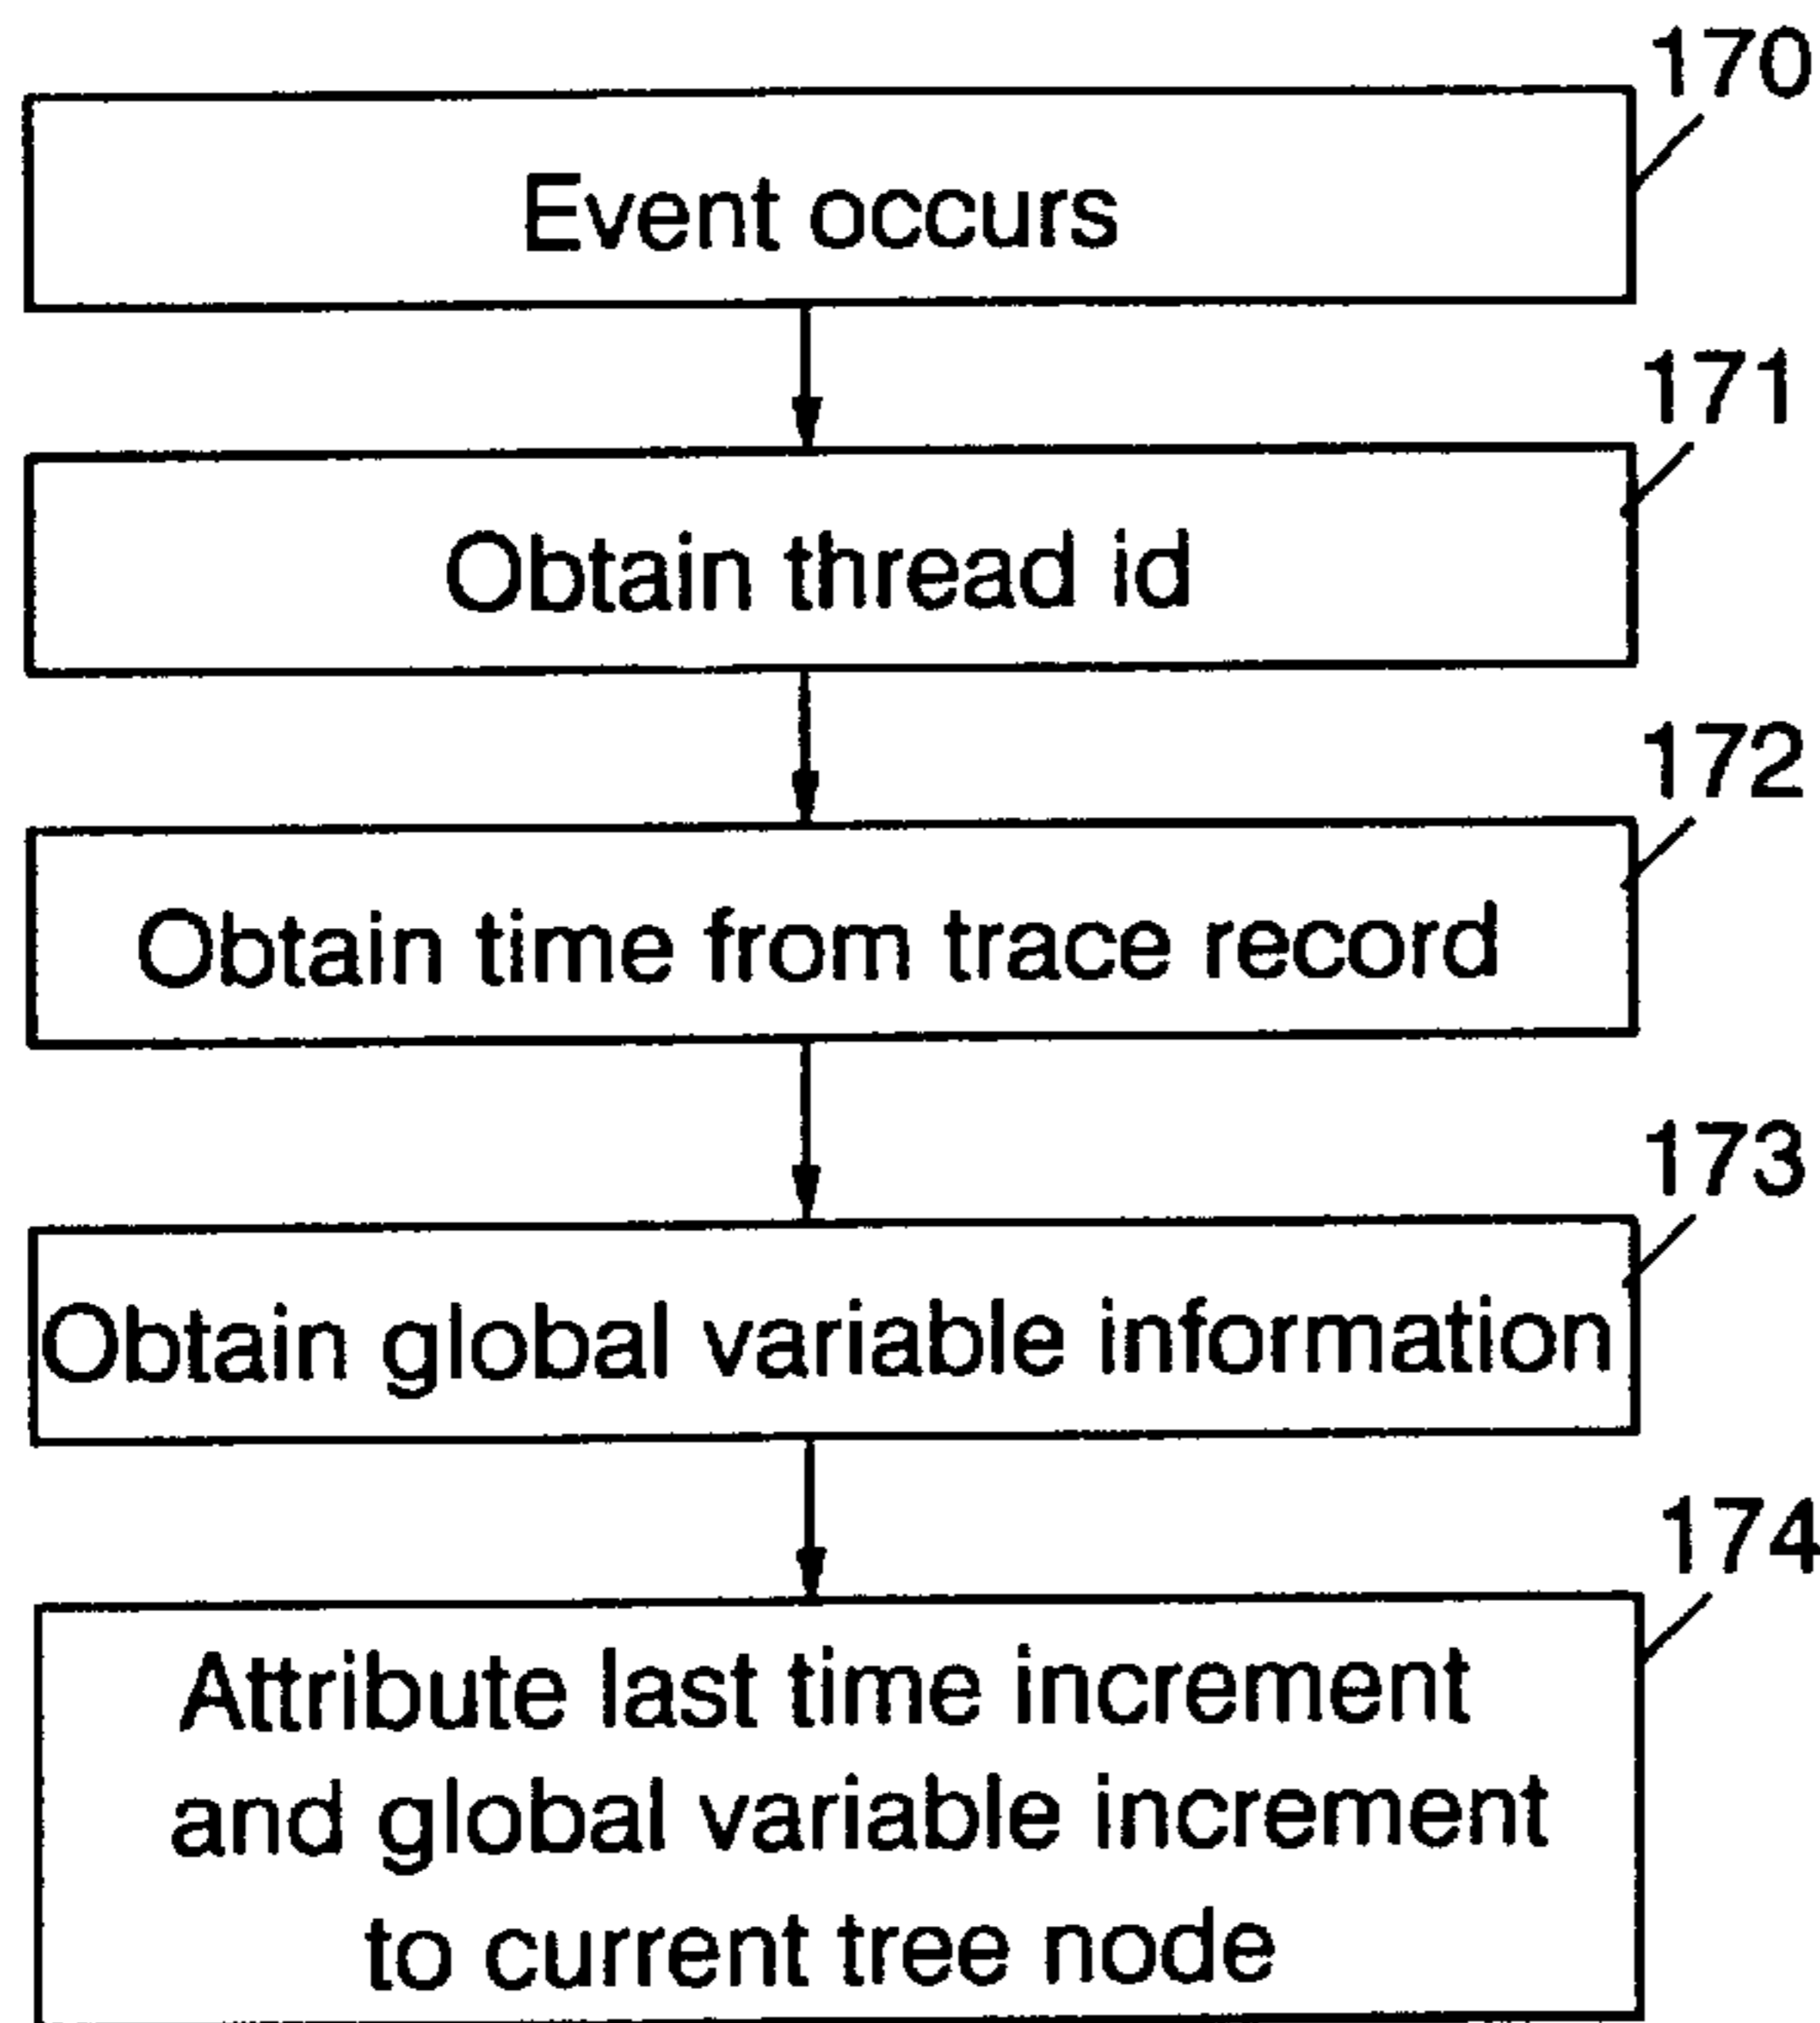 170
Event occurs
171
Obtain thread id
172
Obtain time from trace record
173
Obtain global variable information
174
Attribute last time increment
and global variable increment
to current tree node